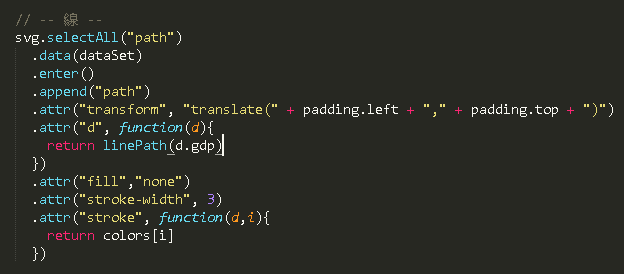 // -- 線 --
svg.selectAll("path")
  .data(dataSet)
  .enter()
  .append("path")
  .attr("transform", "translate(" + padding.left + "," + padding.top + ")")
  .attr("d", function(d){
    return linePath(d.gdp)
  })
  .attr("fill","none")
  .attr("stroke-width", 3)
  .attr("stroke", function(d,i){
    return colors[i]
  })